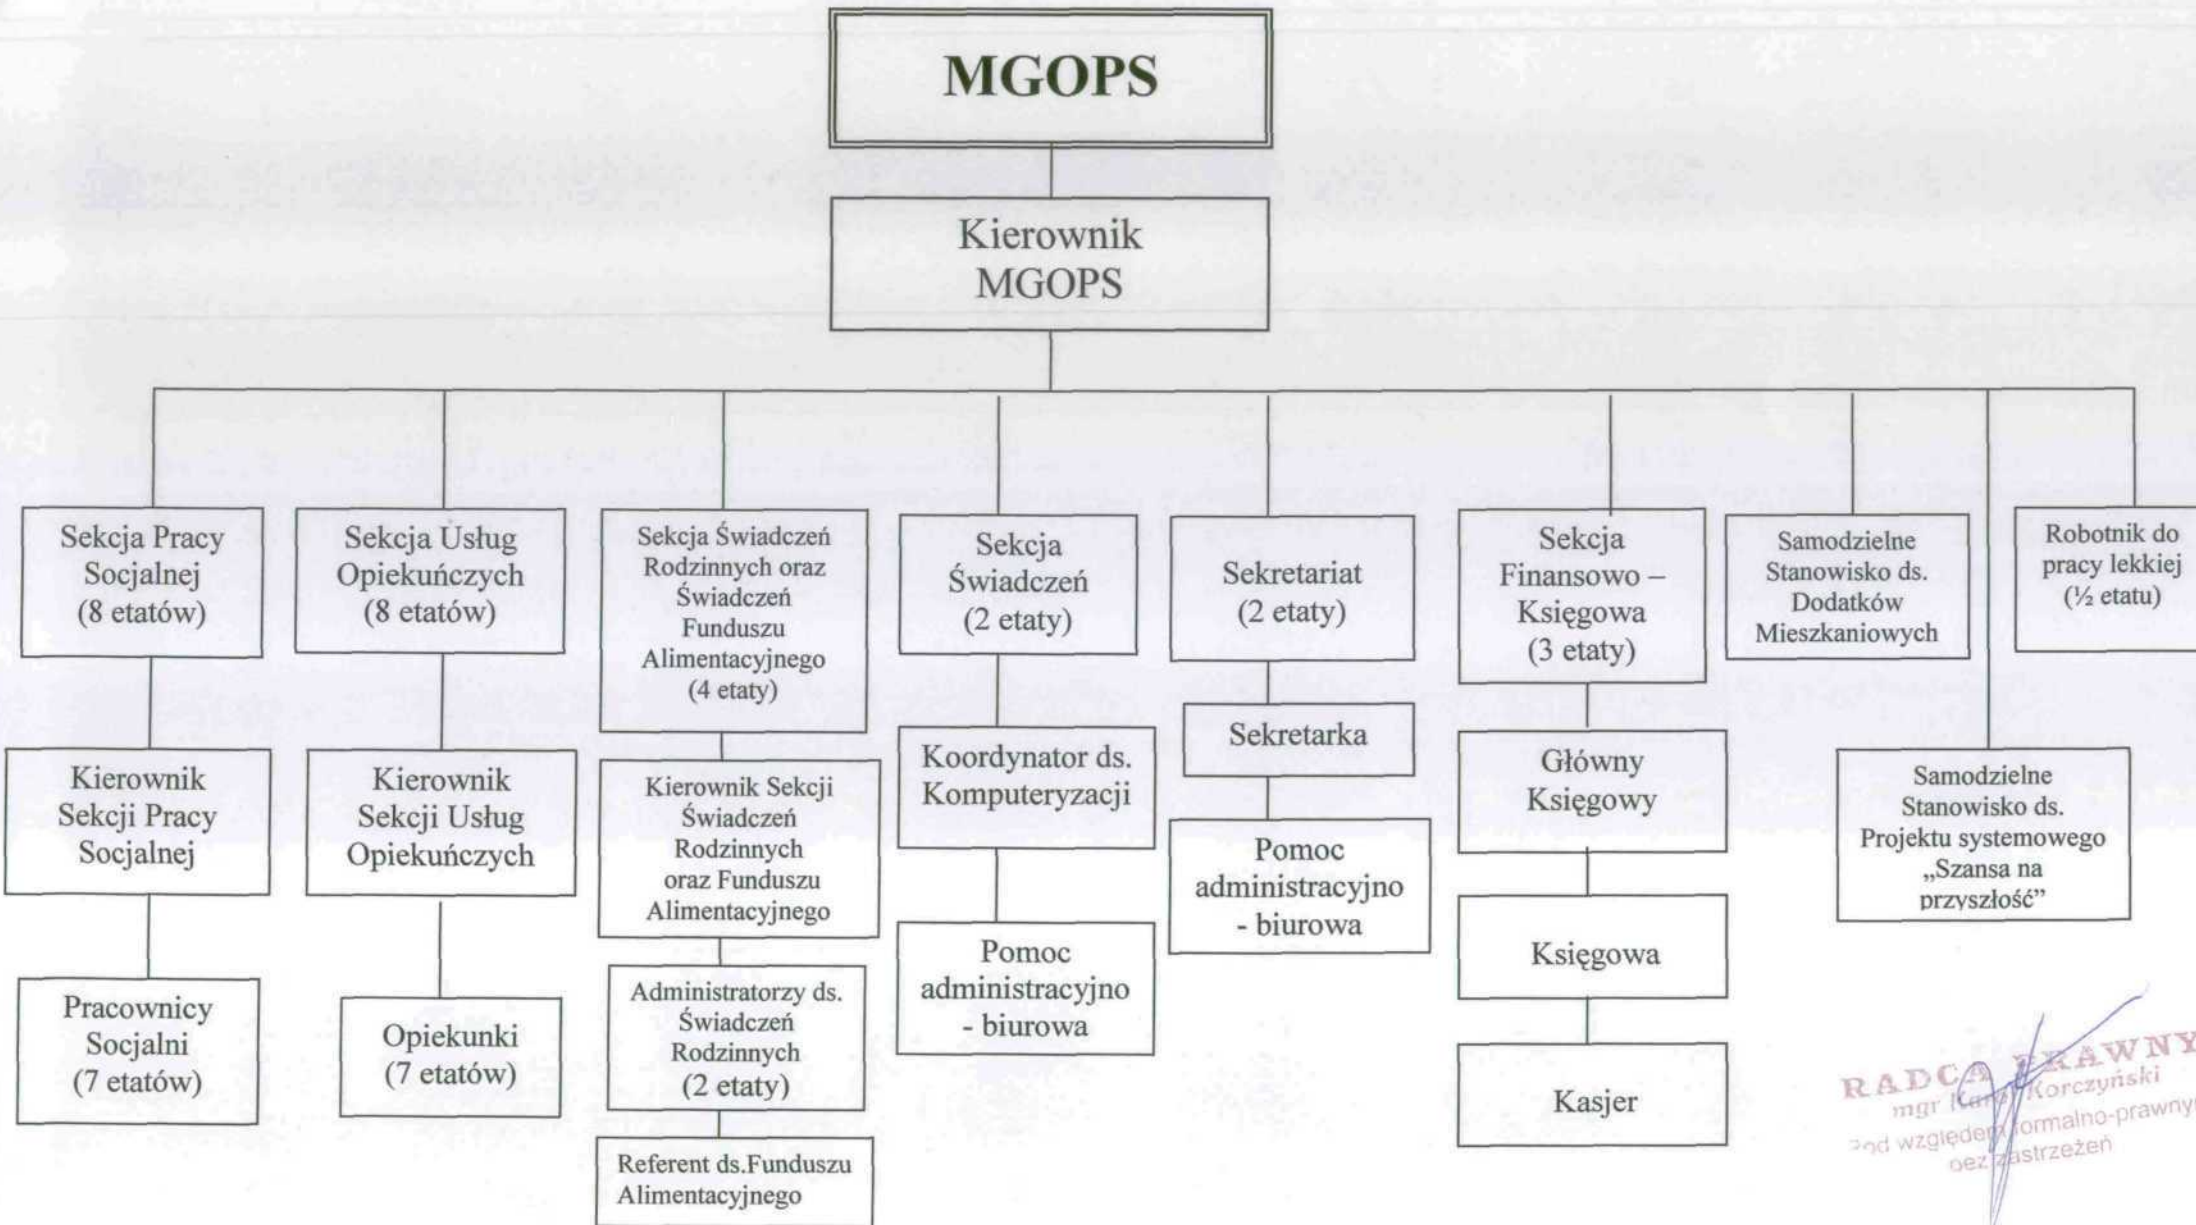 MGOPS
Kierownik
MGOPS
Sekcja Pracy
Socjalnej
(8 etatów)
Kierownik
Sekcji Pracy
Socjalnej
Pracownicy
Socjalni
(7 etatów)
Sekcja Usług
Opiekuńczych
(8 etatów)
Kierownik
Sekcji Usług
Opiekuńczych
Opiekunki
(7 etatów)
Sekcja Świadczeń
Rodzinnych oraz
Świadczeń
Funduszu
Alimentacyjnego
(4 etaty)
Kierownik Sekcji
Świadczeń
Rodzinnych
oraz Funduszu
Alimentacyjnego
Administratorzy ds.
Świadczeń
Rodzinnych
(2 etaty)
Referent ds.Funduszu
Alimentacyjnego
Sekcja
Świadczeń
(2 etaty)
Koordynator ds.
Komputeryzacji
Pomoc
administracyjno
- biurowa
Sekretariat
(2 etaty)
Sekretarka
Pomoc
administracyjno
- biurowa
Sekcja
Finansowo –
Księgowa
(3 etaty)
Główny
Księgowy
Księgowa
Kasjer
Samodzielne
Stanowisko ds.
Dodatków
Mieszkaniowych
Samodzielne
Stanowisko ds.
Projektu systemowego
„Szansa na
przyszłość”
Robotnik do
pracy lekkiej
(½ etatu)
RADCA PRAWNY
mgr Korczyński
względem formalno-prawnym
bez zastrzeżeń